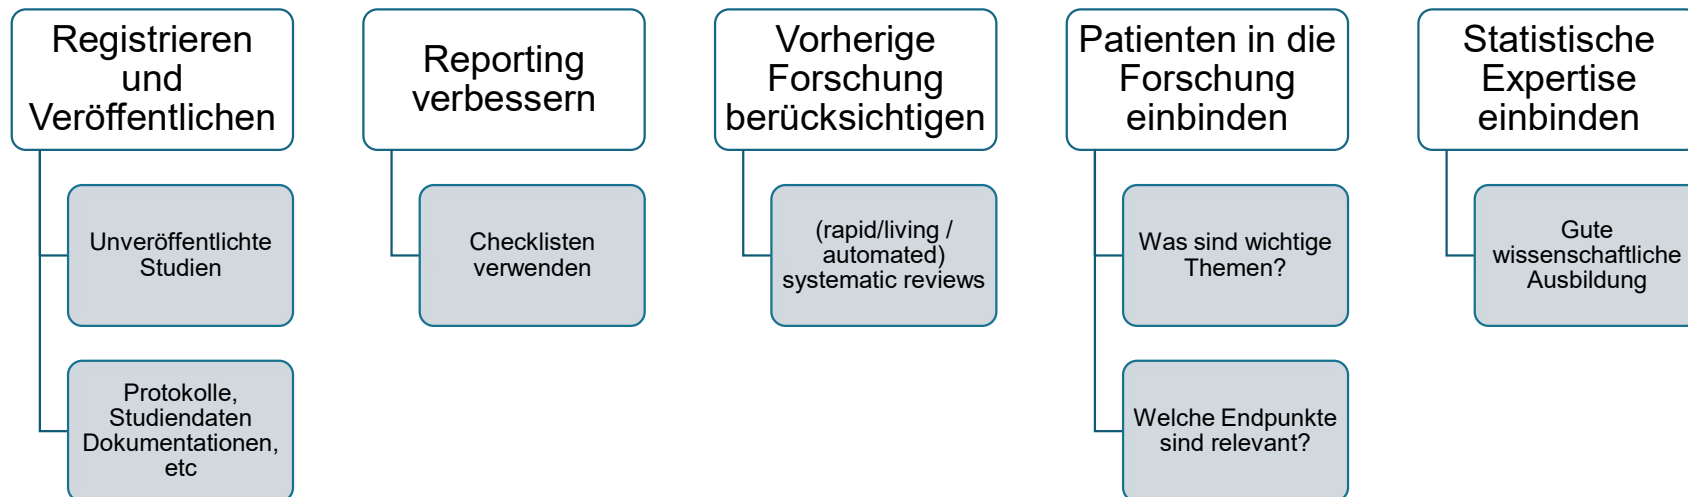 Registrieren
und
Veröffentlichen
Unveröffentlichte
Studien
Protokolle,
Studiendaten
Dokumentationen,
etc
Reporting
verbessern
Checklisten
verwenden
Vorherige
Forschung
berücksichtigen
(rapid/living /
automated)
systematic reviews
Patienten in die
Forschung
einbinden
Was sind wichtige
Themen?
Welche Endpunkte
sind relevant?
Statistische
Expertise
einbinden
Gute
wissenschaftliche
Ausbildung